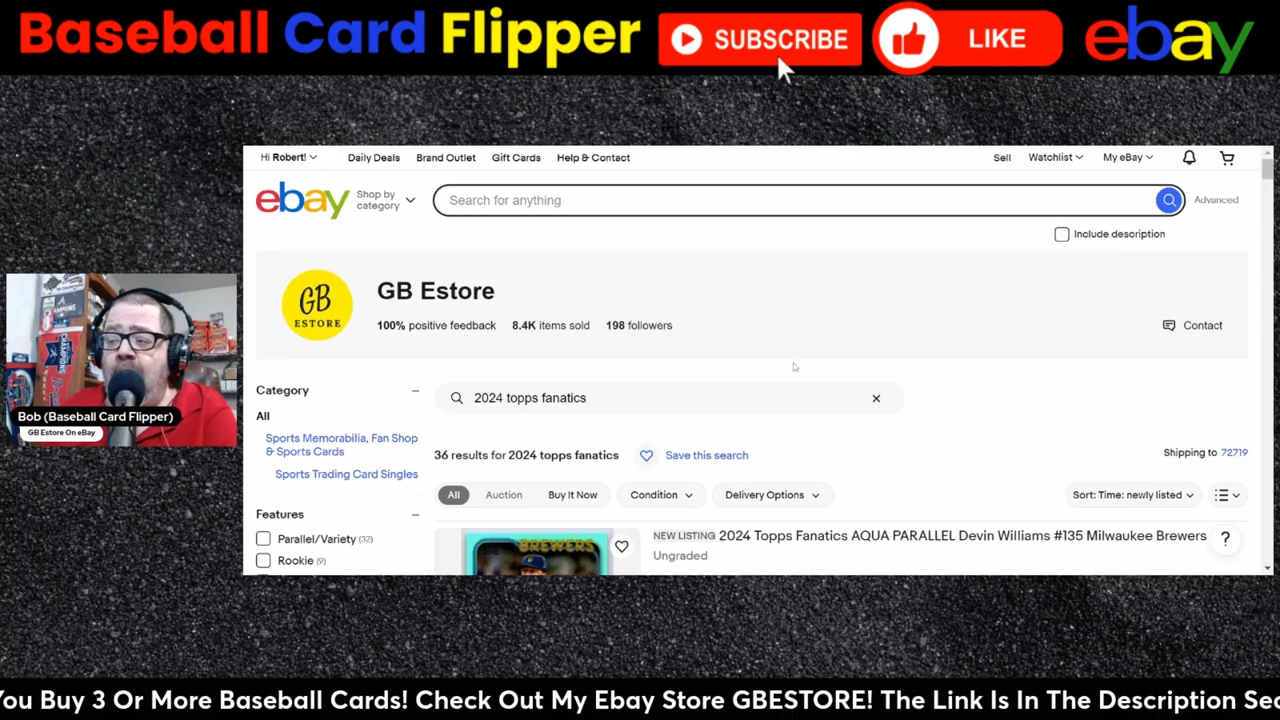 Baseball Card Flipper
SUBSCRIBE
LIKE
ebay
Hi Robert!
Daily Deals
Brand Outlet
Gift Cards
Help & Contact
Sell
Watchlist
My eBay
ebay
Shop by
category
Search for anything
Advanced
Include description
GB
ESTORE
GB Estore
100% positive feedback
8.4K items sold
198 followers
Contact
Category
All
Sports Memorabilia, Fan Shop
& Sports Cards
Sports Trading Card Singles
Features
Parallel/Variety (32)
Rookie (9)
2024 topps fanatics
36 results for 2024 topps fanatics
Save this search
Shipping to 72719
All
Auction
Buy It Now
Condition
Delivery Options
Sort: Time: newly listed
BREWERS
NEW LISTING 2024 Topps Fanatics AQUA PARALLEL Devin Williams #135 Milwaukee Brewers
Ungraded
?
Bob (Baseball Card Flipper)
GB Estore On eBay
You Buy 3 Or More Baseball Cards! Check Out My Ebay Store GBESTORE! The Link Is In The Description Sec